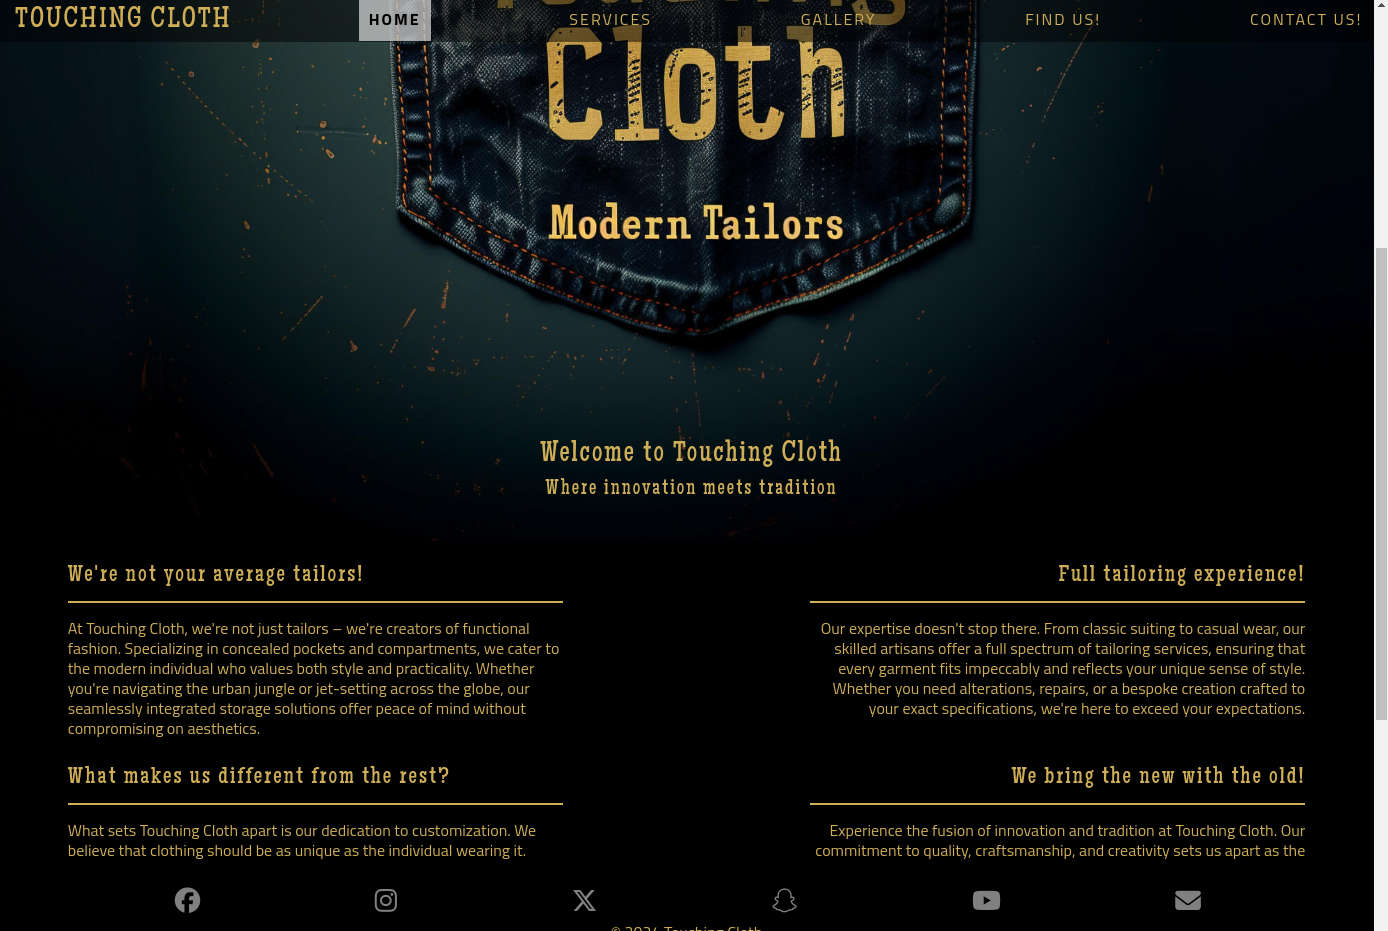 TOUCHING CLOTH
HOME
SERVICES
GALLERY
FIND US!
CONTACT US!
Cloth
Modern Tailors
Welcome to Touching Cloth
Where innovation meets tradition
We're not your average tailors!
At Touching Cloth, we're not just tailors – we're creators of functional
fashion. Specializing in concealed pockets and compartments, we cater to
the modern individual who values both style and practicality. Whether
you're navigating the urban jungle or jet-setting across the globe, our
seamlessly integrated storage solutions offer peace of mind without
compromising on aesthetics.
Full tailoring experience!
Our expertise doesn't stop there. From classic suiting to casual wear, our
skilled artisans offer a full spectrum of tailoring services, ensuring that
every garment fits impeccably and reflects your unique sense of style.
Whether you need alterations, repairs, or a bespoke creation crafted to
your exact specifications, we're here to exceed your expectations.
What makes us different from the rest?
What sets Touching Cloth apart is our dedication to customization. We
believe that clothing should be as unique as the individual wearing it.
We bring the new with the old!
Experience the fusion of innovation and tradition at Touching Cloth. Our
commitment to quality, craftsmanship, and creativity sets us apart as the
© 2024 Touching Cloth